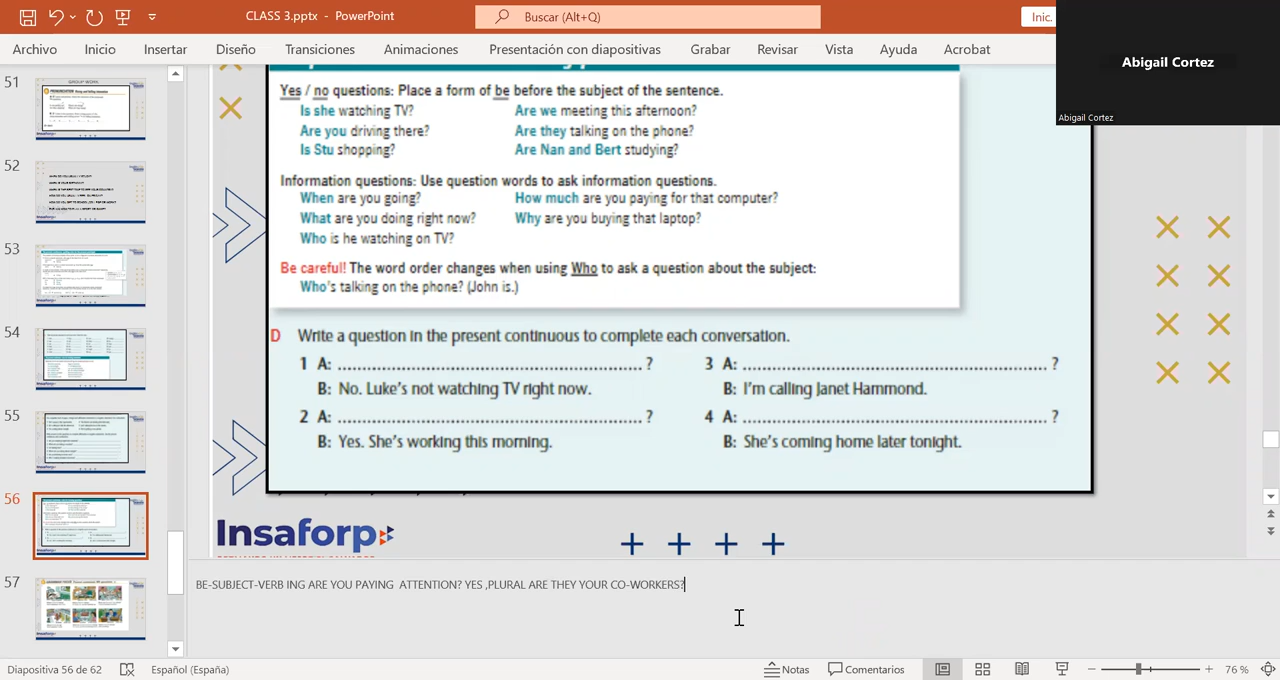 CLASS 3.pptx - PowerPoint
Buscar (Alt+Q)
Inic.
Archivo Inicio Insertar Diseño Transiciones Animaciones Presentación con diapositivas Grabar Revisar Vista Ayuda Acrobat
Abigail Cortez
Abigail Cortez
51
52
53
54
55
56
57
Yes / no questions: Place a form of be before the subject of the sentence.
Is she watching TV? Are we meeting this afternoon?
Are you driving there? Are they talking on the phone?
Is Stu shopping? Are Nan and Bert studying?
Information questions: Use question words to ask information questions.
When are you going? How much are you paying for that computer?
What are you doing right now? Why are you buying that laptop?
Who is he watching on TV?
Be careful! The word order changes when using Who to ask a question about the subject:
Who's talking on the phone? (John is.)
D Write a question in the present continuous to complete each conversation.
1 A: ................................................................ ?
B: No. Luke's not watching TV right now.
2 A: ................................................................ ?
B: Yes. She's working this morning.
3 A: ................................................................ ?
B: I'm calling Janet Hammond.
4 A: ................................................................ ?
B: She's coming home later tonight.
Insaforp
BE-SUBJECT-VERB ING ARE YOU PAYING ATTENTION? YES ,PLURAL ARE THEY YOUR CO-WORKERS?
Diapositiva 56 de 62 Español (España) Notas Comentarios 76 %